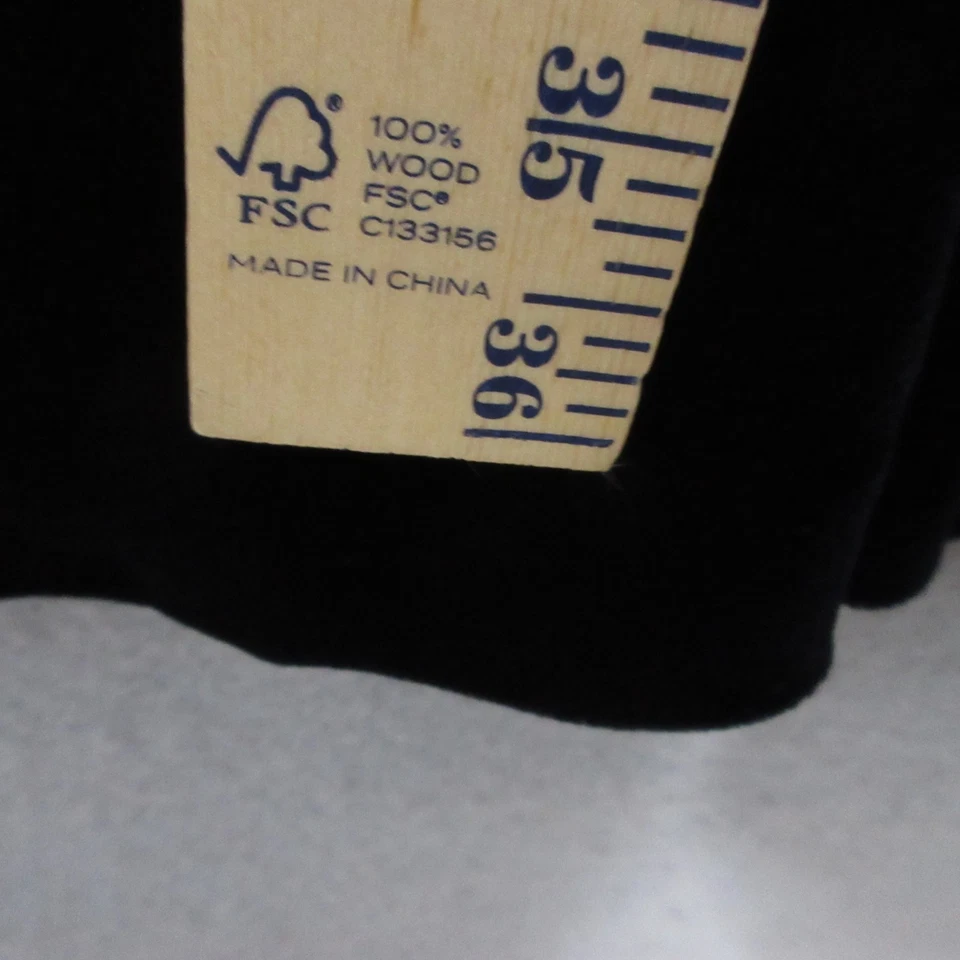 ®
FSC
100%
WOOD
FSC®
C133156
MADE IN CHINA
35
36